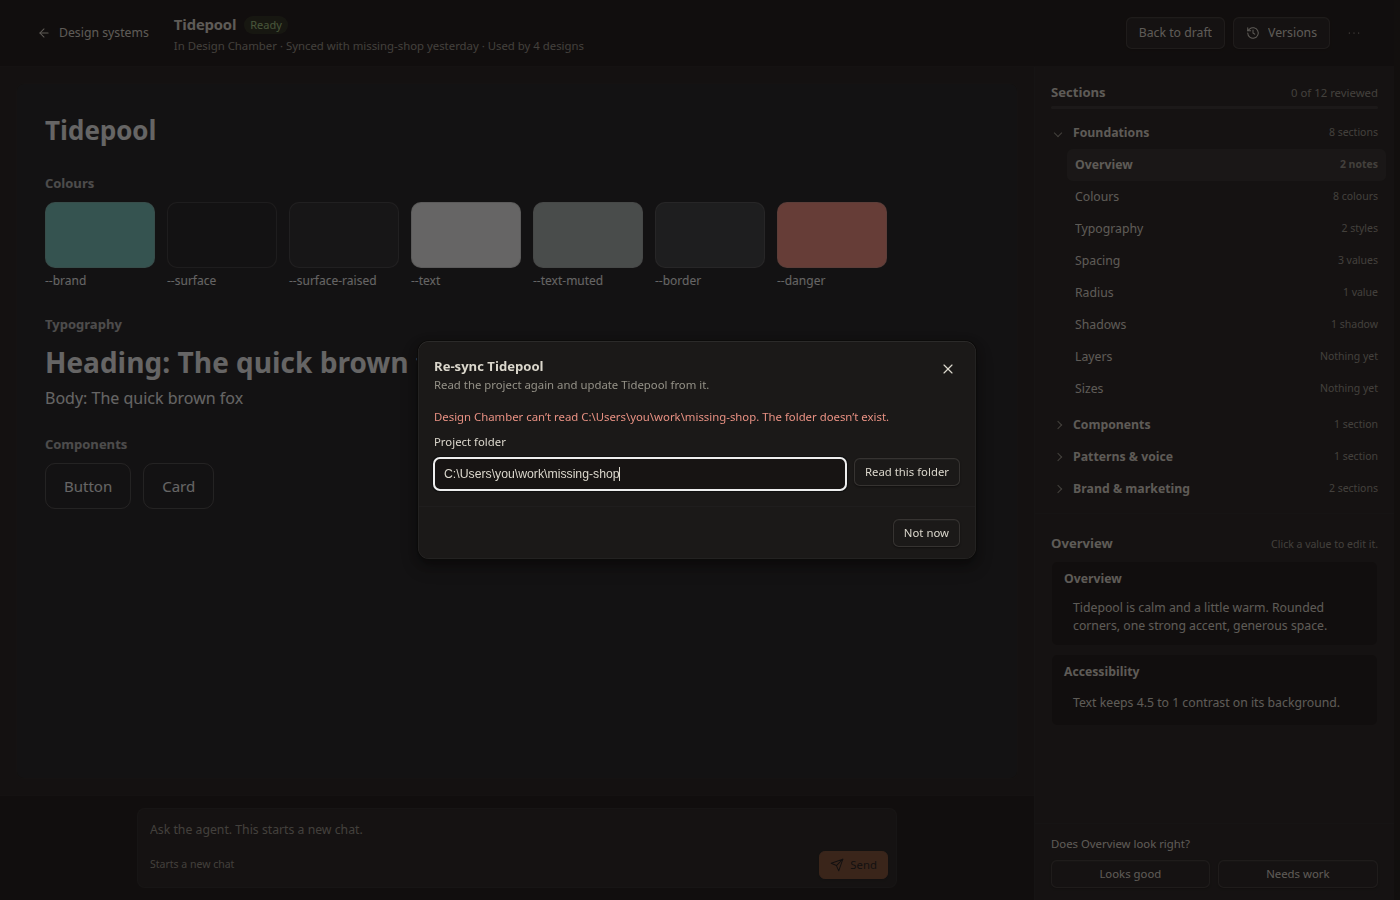 Design systems
Tidepool
Ready
In Design Chamber · Synced with missing-shop yesterday · Used by 4 designs
Back to draft
Versions
Tidepool
Colours
--brand
--surface
--surface-raised
--text
--text-muted
--border
--danger
Typography
Heading: The quick brown
Body: The quick brown fox
Components
Button
Card
Re-sync Tidepool
Read the project again and update Tidepool from it.
Design Chamber can’t read C:\Users\you\work\missing-shop. The folder doesn’t exist.
Project folder
C:\Users\you\work\missing-shop
Read this folder
Not now
Ask the agent. This starts a new chat.
Starts a new chat
Send
Sections
0 of 12 reviewed
Foundations
8 sections
Overview
2 notes
Colours
8 colours
Typography
2 styles
Spacing
3 values
Radius
1 value
Shadows
1 shadow
Layers
Nothing yet
Sizes
Nothing yet
Components
1 section
Patterns & voice
1 section
Brand & marketing
2 sections
Overview
Click a value to edit it.
Overview
Tidepool is calm and a little warm. Rounded
corners, one strong accent, generous space.
Accessibility
Text keeps 4.5 to 1 contrast on its background.
Does Overview look right?
Looks good
Needs work